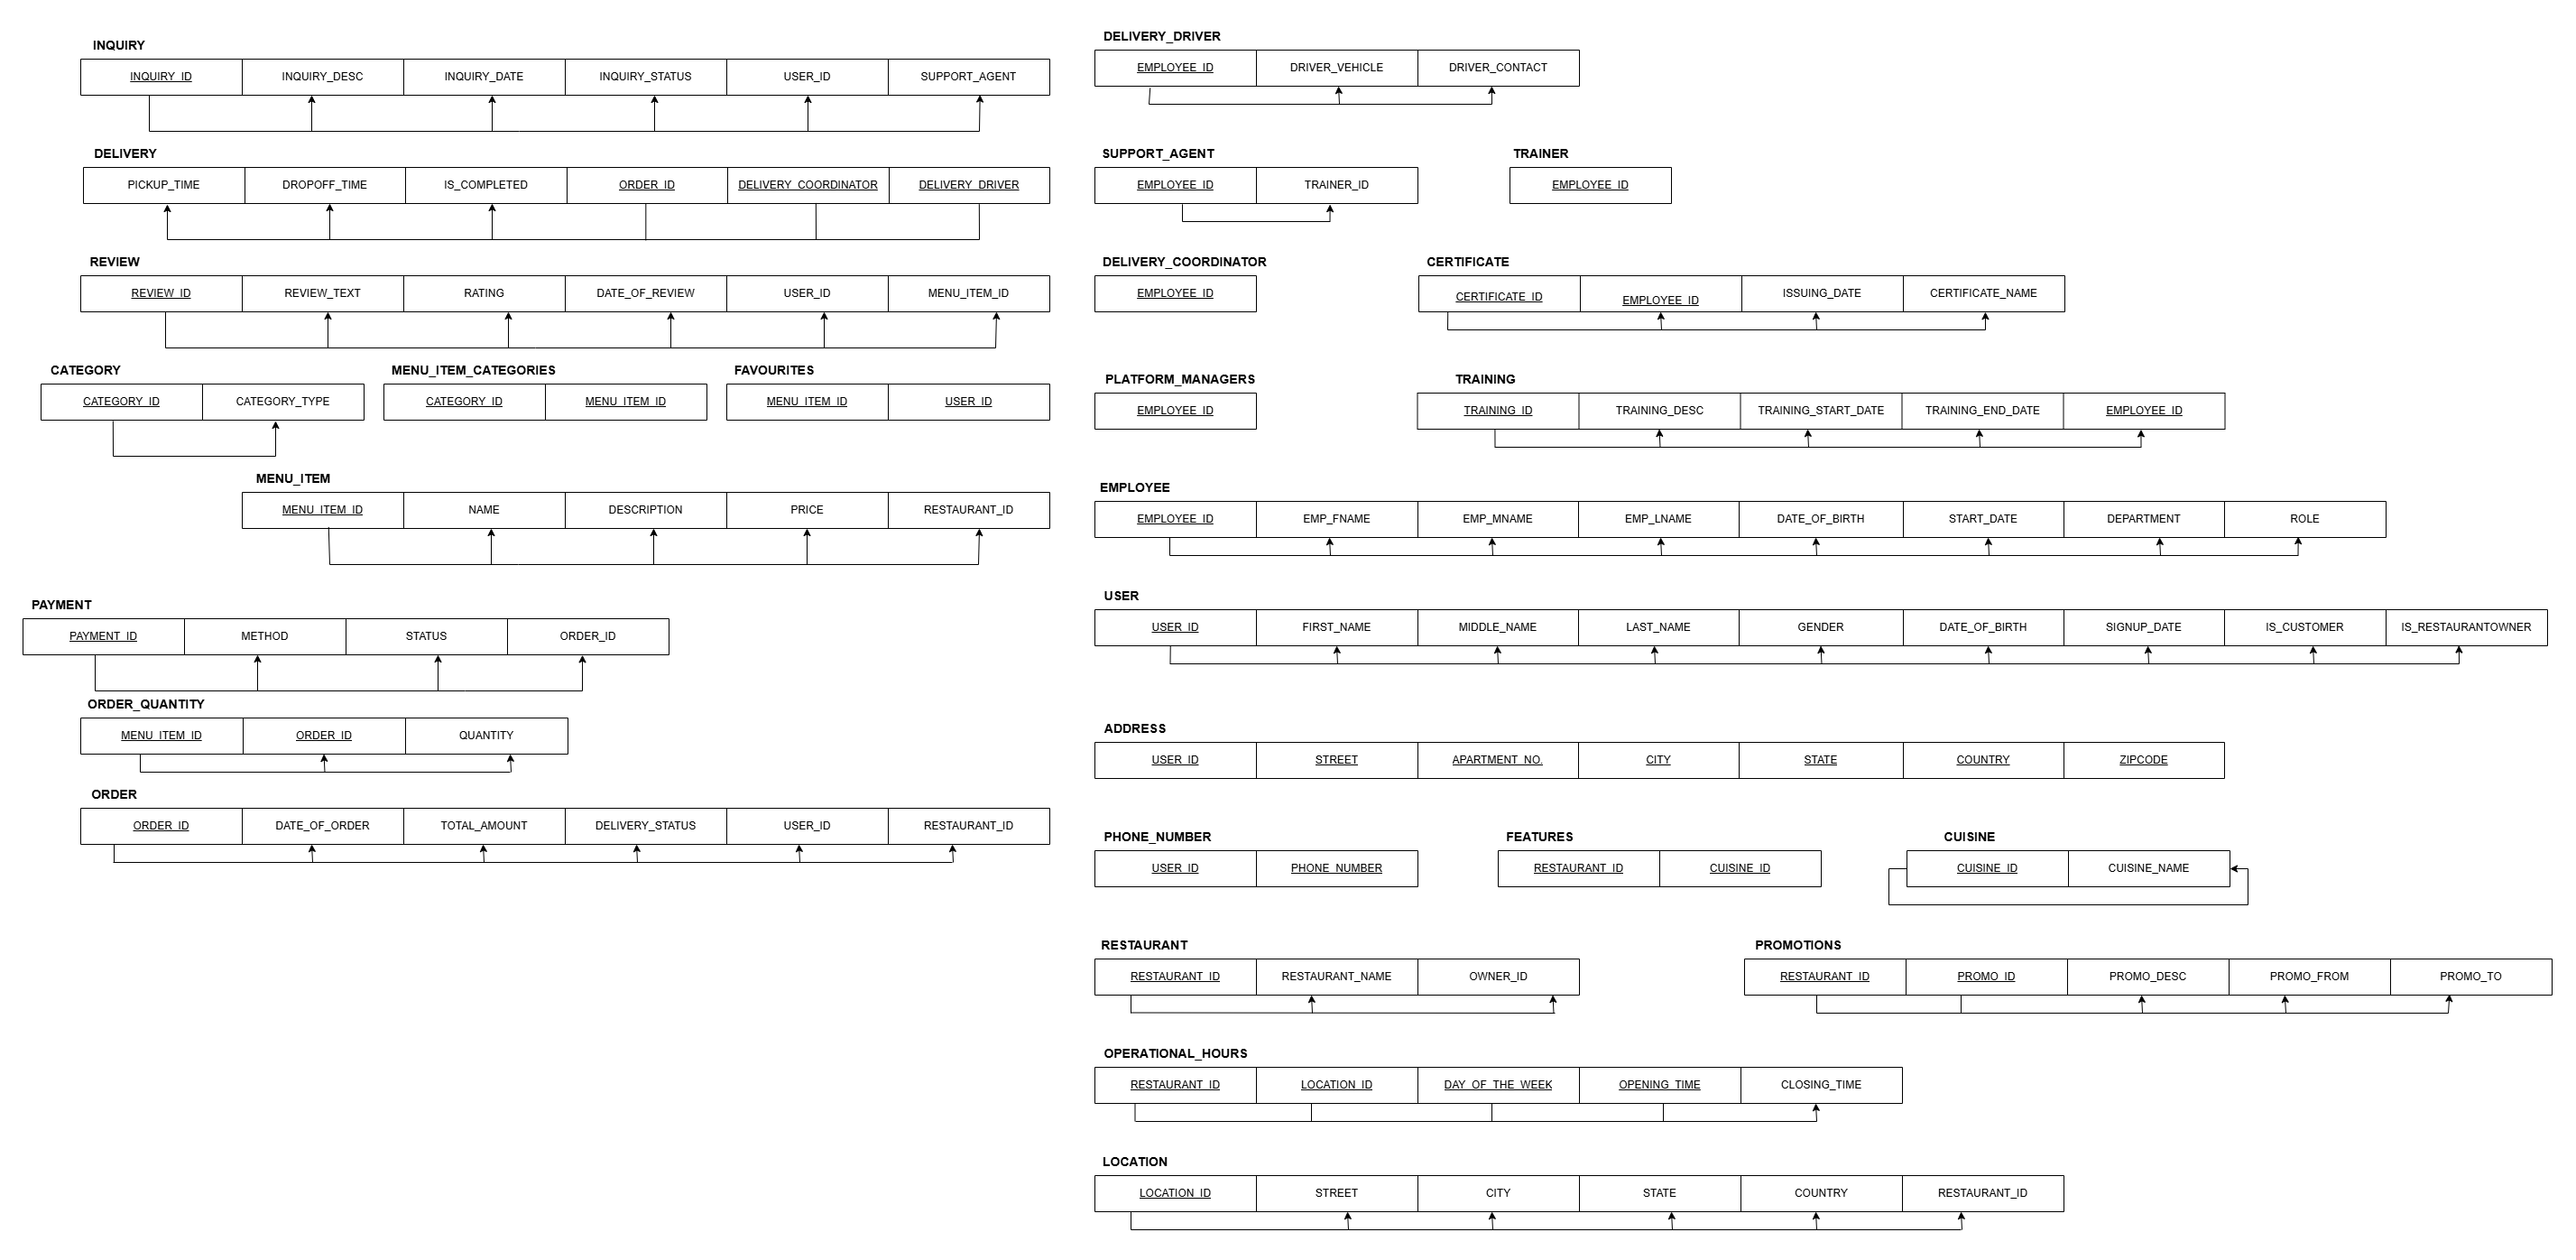 INQUIRY
INQUIRY_ID INQUIRY_DESC INQUIRY_DATE INQUIRY_STATUS USER_ID SUPPORT_AGENT
DELIVERY
PICKUP_TIME DROPOFF_TIME IS_COMPLETED ORDER_ID DELIVERY_COORDINATOR DELIVERY_DRIVER
REVIEW
REVIEW_ID REVIEW_TEXT RATING DATE_OF_REVIEW USER_ID MENU_ITEM_ID
CATEGORY MENU_ITEM_CATEGORIES FAVOURITES
CATEGORY_ID CATEGORY_TYPE CATEGORY_ID MENU_ITEM_ID MENU_ITEM_ID USER_ID
MENU_ITEM
MENU_ITEM_ID NAME DESCRIPTION PRICE RESTAURANT_ID
PAYMENT
PAYMENT_ID METHOD STATUS ORDER_ID
ORDER_QUANTITY
MENU_ITEM_ID ORDER_ID QUANTITY
ORDER
ORDER_ID DATE_OF_ORDER TOTAL_AMOUNT DELIVERY_STATUS USER_ID RESTAURANT_ID
DELIVERY_DRIVER
EMPLOYEE_ID DRIVER_VEHICLE DRIVER_CONTACT
SUPPORT_AGENT TRAINER
EMPLOYEE_ID TRAINER_ID EMPLOYEE_ID
DELIVERY_COORDINATOR CERTIFICATE
EMPLOYEE_ID CERTIFICATE_ID EMPLOYEE_ID ISSUING_DATE CERTIFICATE_NAME
PLATFORM_MANAGERS TRAINING
EMPLOYEE_ID TRAINING_ID TRAINING_DESC TRAINING_START_DATE TRAINING_END_DATE EMPLOYEE_ID
EMPLOYEE
EMPLOYEE_ID EMP_FNAME EMP_MNAME EMP_LNAME DATE_OF_BIRTH START_DATE DEPARTMENT ROLE
USER
USER_ID FIRST_NAME MIDDLE_NAME LAST_NAME GENDER DATE_OF_BIRTH SIGNUP_DATE IS_CUSTOMER IS_RESTAURANTOWNER
ADDRESS
USER_ID STREET APARTMENT_NO. CITY STATE COUNTRY ZIPCODE
PHONE_NUMBER FEATURES CUISINE
USER_ID PHONE_NUMBER RESTAURANT_ID CUISINE_ID CUISINE_ID CUISINE_NAME
RESTAURANT PROMOTIONS
RESTAURANT_ID RESTAURANT_NAME OWNER_ID RESTAURANT_ID PROMO_ID PROMO_DESC PROMO_FROM PROMO_TO
OPERATIONAL_HOURS
RESTAURANT_ID LOCATION_ID DAY_OF_THE_WEEK OPENING_TIME CLOSING_TIME
LOCATION
LOCATION_ID STREET CITY STATE COUNTRY RESTAURANT_ID